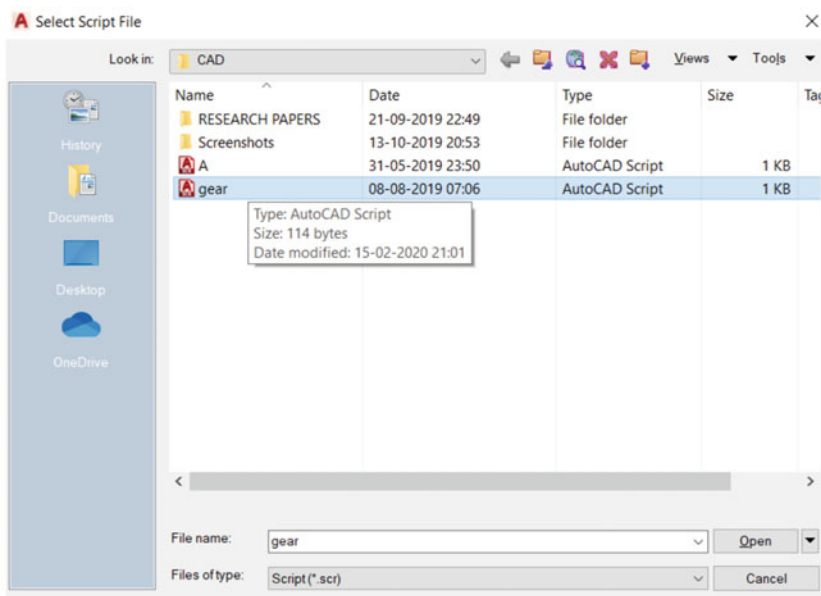 Select Script File
Look in: CAD Views Tools
Name Date Type Size Tag
RESEARCH PAPERS 21-09-2019 22:49 File folder
Screenshots 13-10-2019 20:53 File folder
A 31-05-2019 23:50 AutoCAD Script 1 KB
gear 08-08-2019 07:06 AutoCAD Script 1 KB
Type: AutoCAD Script
Size: 114 bytes
Date modified: 15-02-2020 21:01
History
Documents
Desktop
OneDrive
File name: gear Open
Files of type: Script (*.scr) Cancel